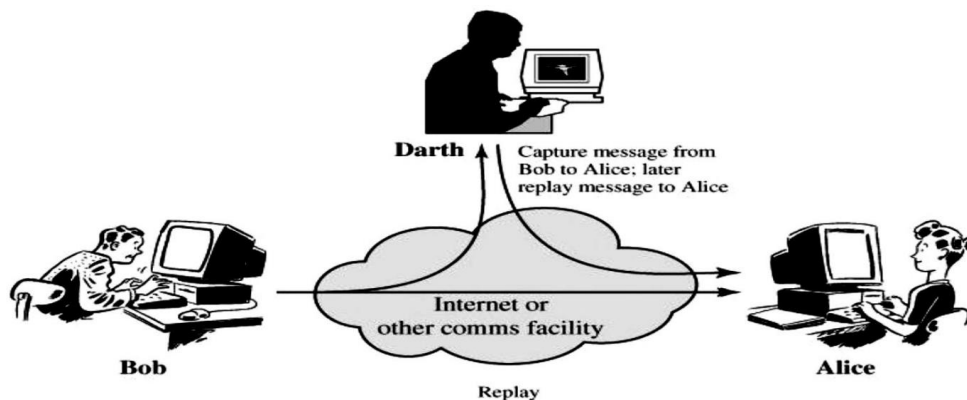 Darth
Capture message from
Bob to Alice; later
replay message to Alice
Internet or
other comms facility
Bob
Alice
Replay